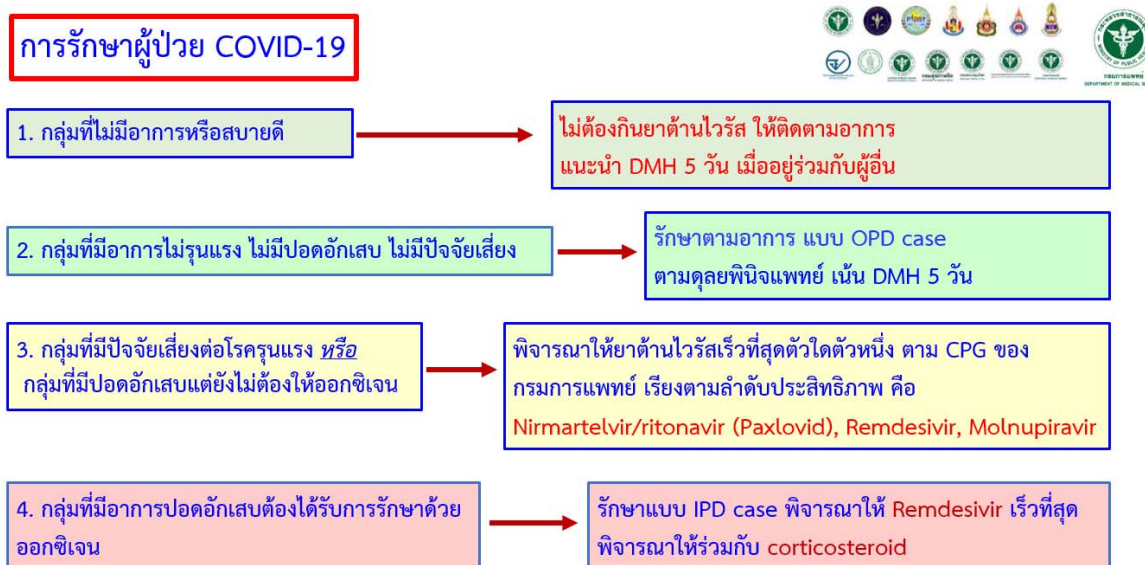 การรักษาผู้ป่วย COVID-19
1. กลุ่มที่ไม่มีอาการหรือสบายดี
ไม่ต้องกินยาต้านไวรัส ให้ติดตามอาการ
แนะนำ DMH 5 วัน เมื่ออยู่ร่วมกับผู้อื่น
2. กลุ่มที่มีอาการไม่รุนแรง ไม่มีปอดอักเสบ ไม่มีปัจจัยเสี่ยง
รักษาตามอาการ แบบ OPD case
ตามดุลยพินิจแพทย์ เน้น DMH 5 วัน
3. กลุ่มที่มีปัจจัยเสี่ยงต่อโรครุนแรง หรือ
กลุ่มที่มีปอดอักเสบแต่ยังไม่ต้องให้ออกซิเจน
พิจารณาให้ยาต้านไวรัสเร็วที่สุดตัวใดตัวหนึ่ง ตาม CPG ของ
กรมการแพทย์ เรียงตามลำดับประสิทธิภาพ คือ
Nirmartelvir/ritonavir (Paxlovid), Remdesivir, Molnupiravir
4. กลุ่มที่มีอาการปอดอักเสบต้องได้รับการรักษาด้วย
ออกซิเจน
รักษาแบบ IPD case พิจารณาให้ Remdesivir เร็วที่สุด
พิจารณาให้ร่วมกับ corticosteroid
กรมการแพทย์